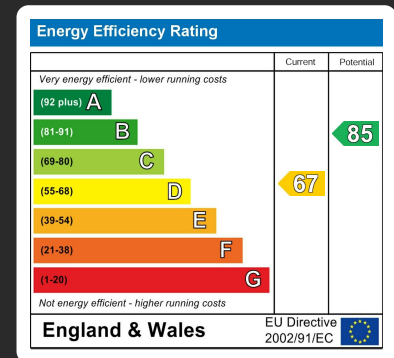 Energy Efficiency Rating
Current Potential
Very energy efficient - lower running costs
(92 plus) A
(81-91) B 85
(69-80) C
(55-68) D 67
(39-54) E
(21-38) F
(1-20) G
Not energy efficient - higher running costs
England & Wales
EU Directive
2002/91/EC